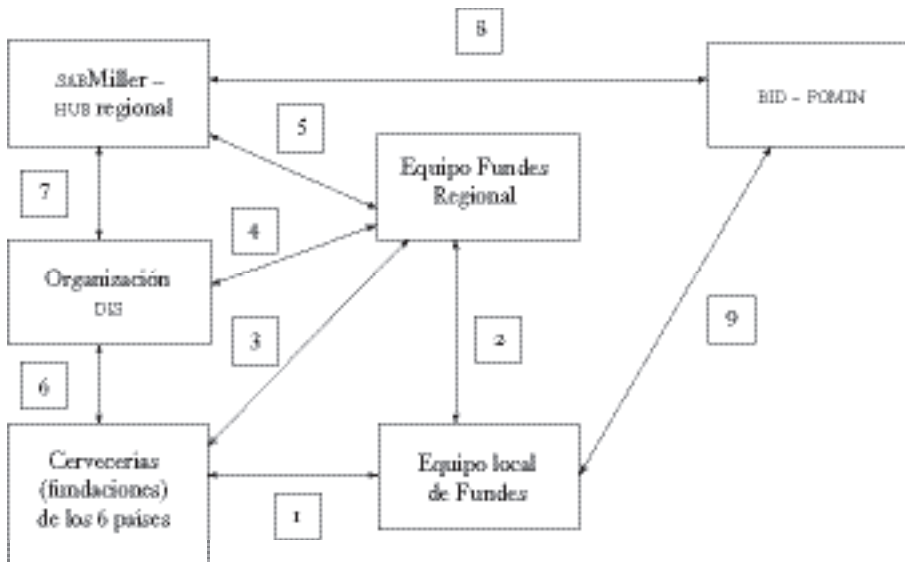 8
SABMiller –
HUB regional
BID – FOMIN
5
Equipo Fundes
Regional
7
4
Organización
DIS
3
2
9
6
Cervecerías
(fundaciones)
de los 6 países
Equipo local
de Fundes
1